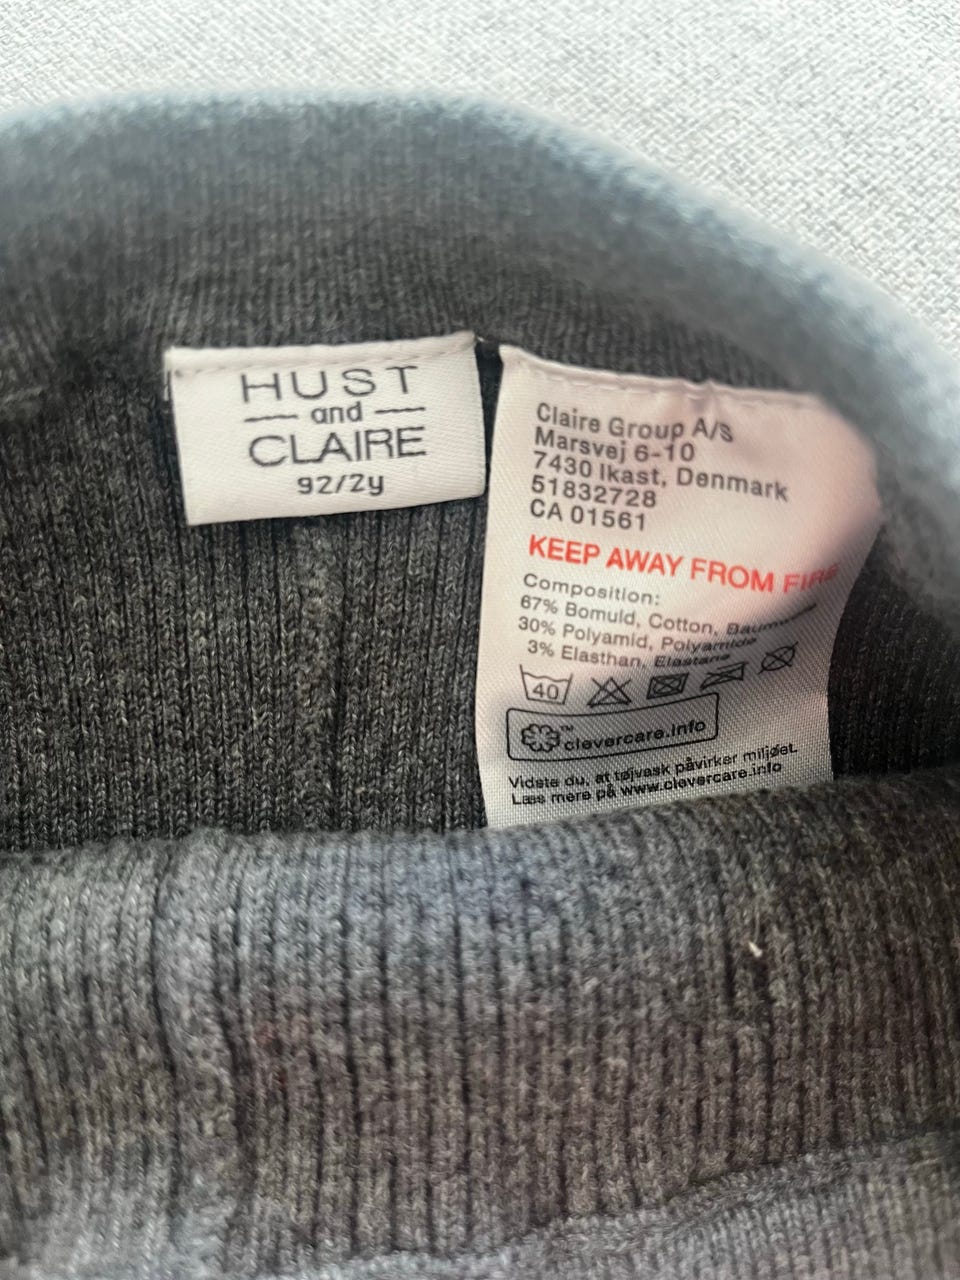 HUST
and
CLAIRE
92/2y
Claire Group A/S
Marsvej 6-10
7430 Ikast, Denmark
51832728
CA 01561
KEEP AWAY FROM FIRE
Composition:
67% Bomuld, Cotton,
30% Polyamid, Polyamide
3% Elasthan, Elastane
40
clevercare.info
Vidste du, at tøjvask påvirker miljøet.
Læs mere på www.clevercare.info